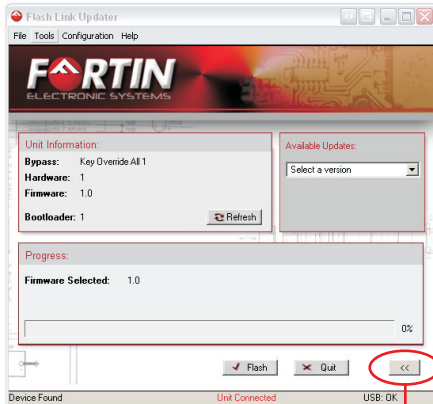 Flash Link Updater
File Tools Configuration Help
FORTIN
ELECTRONIC SYSTEMS
Unit Information:
Bypass: Key Override All 1
Hardware: 1
Firmware: 1.0
Bootloader: 1 Refresh
Available Updates:
Select a version
Progress:
Firmware Selected: 1.0
0%
Flash Quit <<
Device Found Unit Connected USB: OK